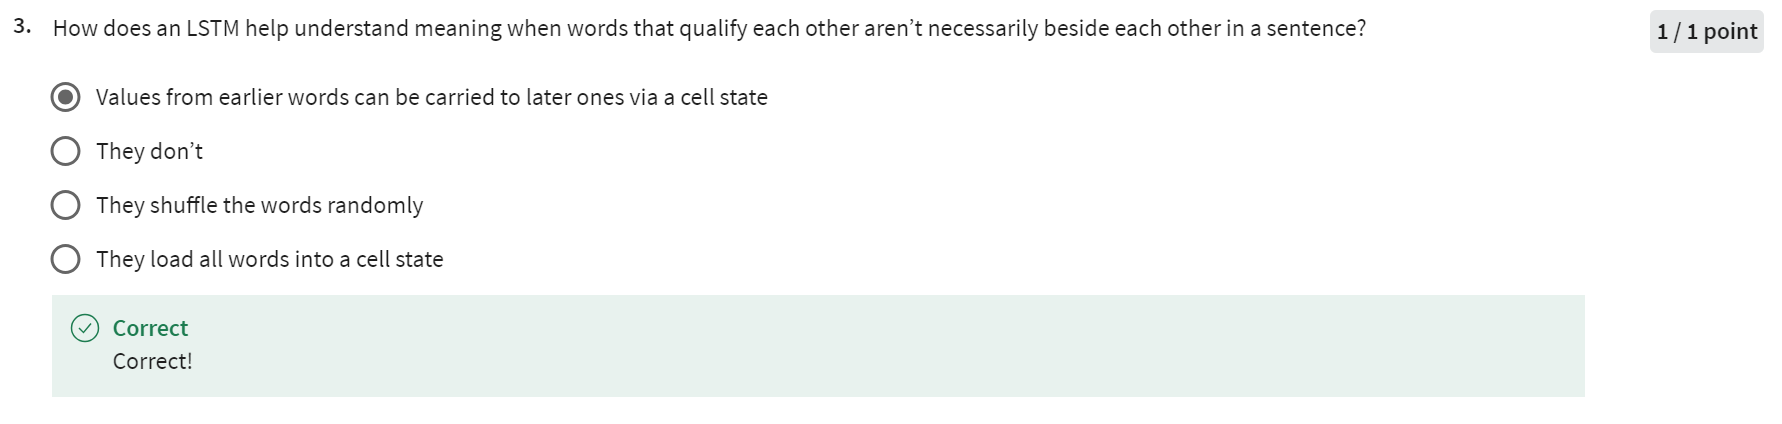 3. How does an LSTM help understand meaning when words that qualify each other aren’t necessarily beside each other in a sentence?
1 / 1 point
Values from earlier words can be carried to later ones via a cell state
They don’t
They shuffle the words randomly
They load all words into a cell state
Correct
Correct!